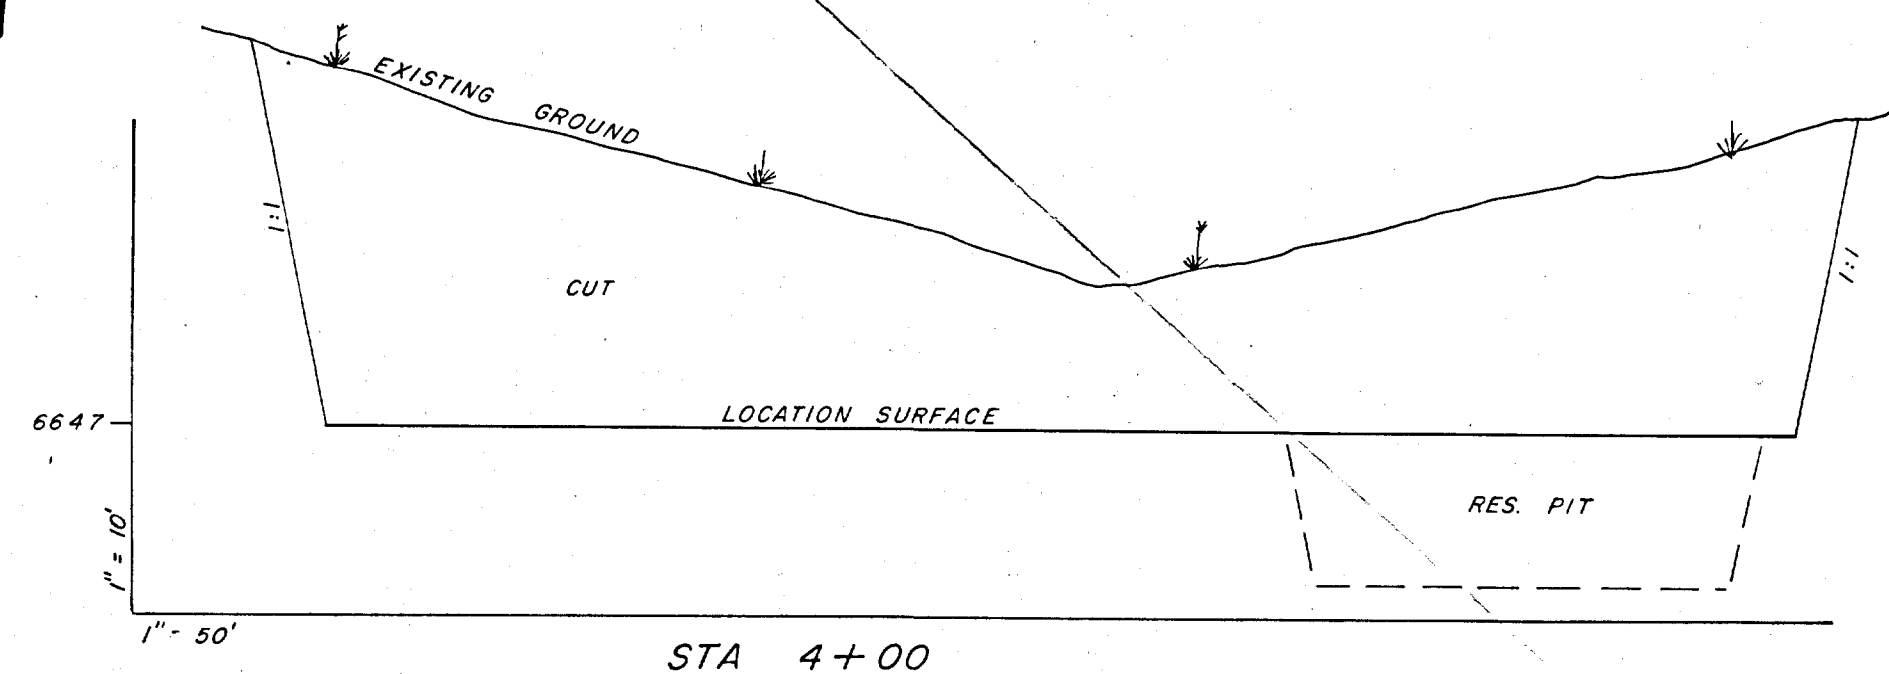 EXISTING GROUND
1:1
1:1
CUT
LOCATION SURFACE
6647
RES. PIT
1" = 10'
1" - 50'
STA 4+00